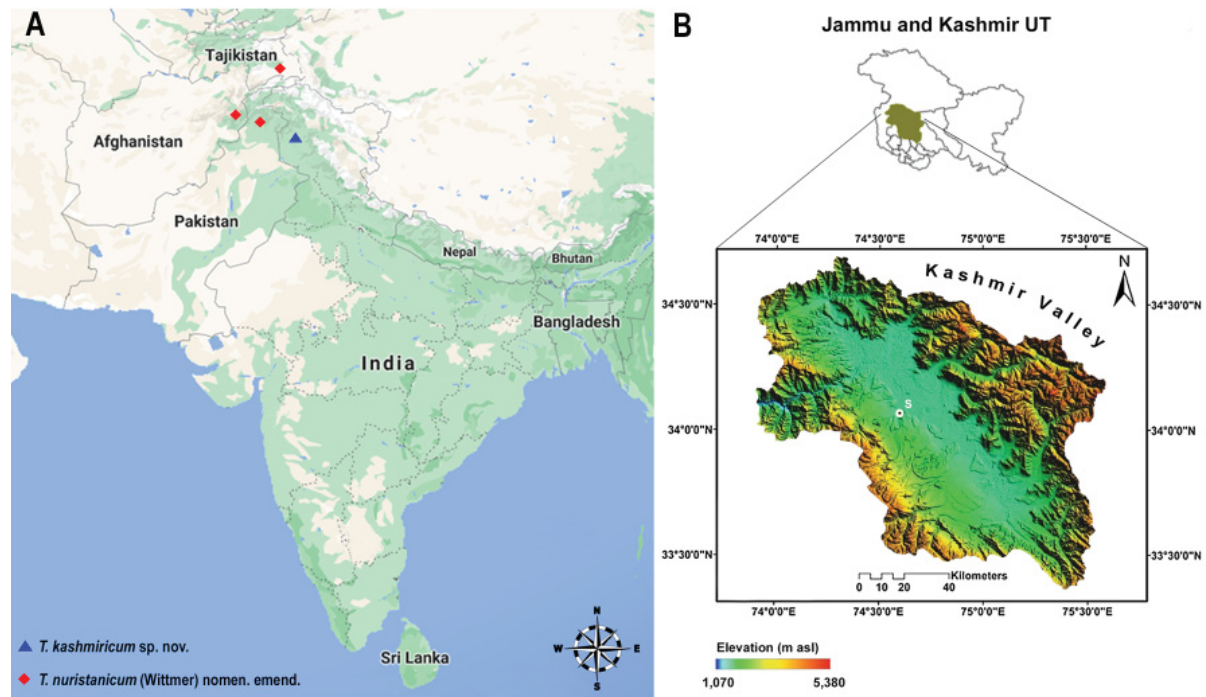 A
Tajikistan
Afghanistan
Pakistan
Nepal
Bhutan
Bangladesh
India
Sri Lanka
N
W E
S
T. kashmiricum sp. nov.
T. nuristanicum (Wittmer) nomen. emend.
B
Jammu and Kashmir UT
74°0'0"E 74°30'0"E 75°0'0"E 75°30'0"E
Kashmir Valley
N
34°30'0"N 34°30'0"N
S
34°0'0"N 34°0'0"N
33°30'0"N 33°30'0"N
Kilometers
0 10 20 40
74°0'0"E 74°30'0"E 75°0'0"E 75°30'0"E
Elevation (m asl)
1,070 5,380